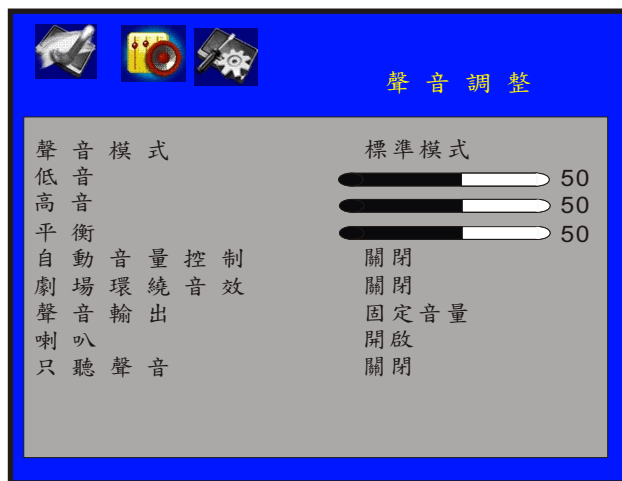 聲音調整
聲音模式 標準模式
低音 50
高音 50
平衡 50
自動音量控制 關閉
劇場環繞音效 關閉
聲音輸出 固定音量
喇叭 開啟
只聽聲音 關閉